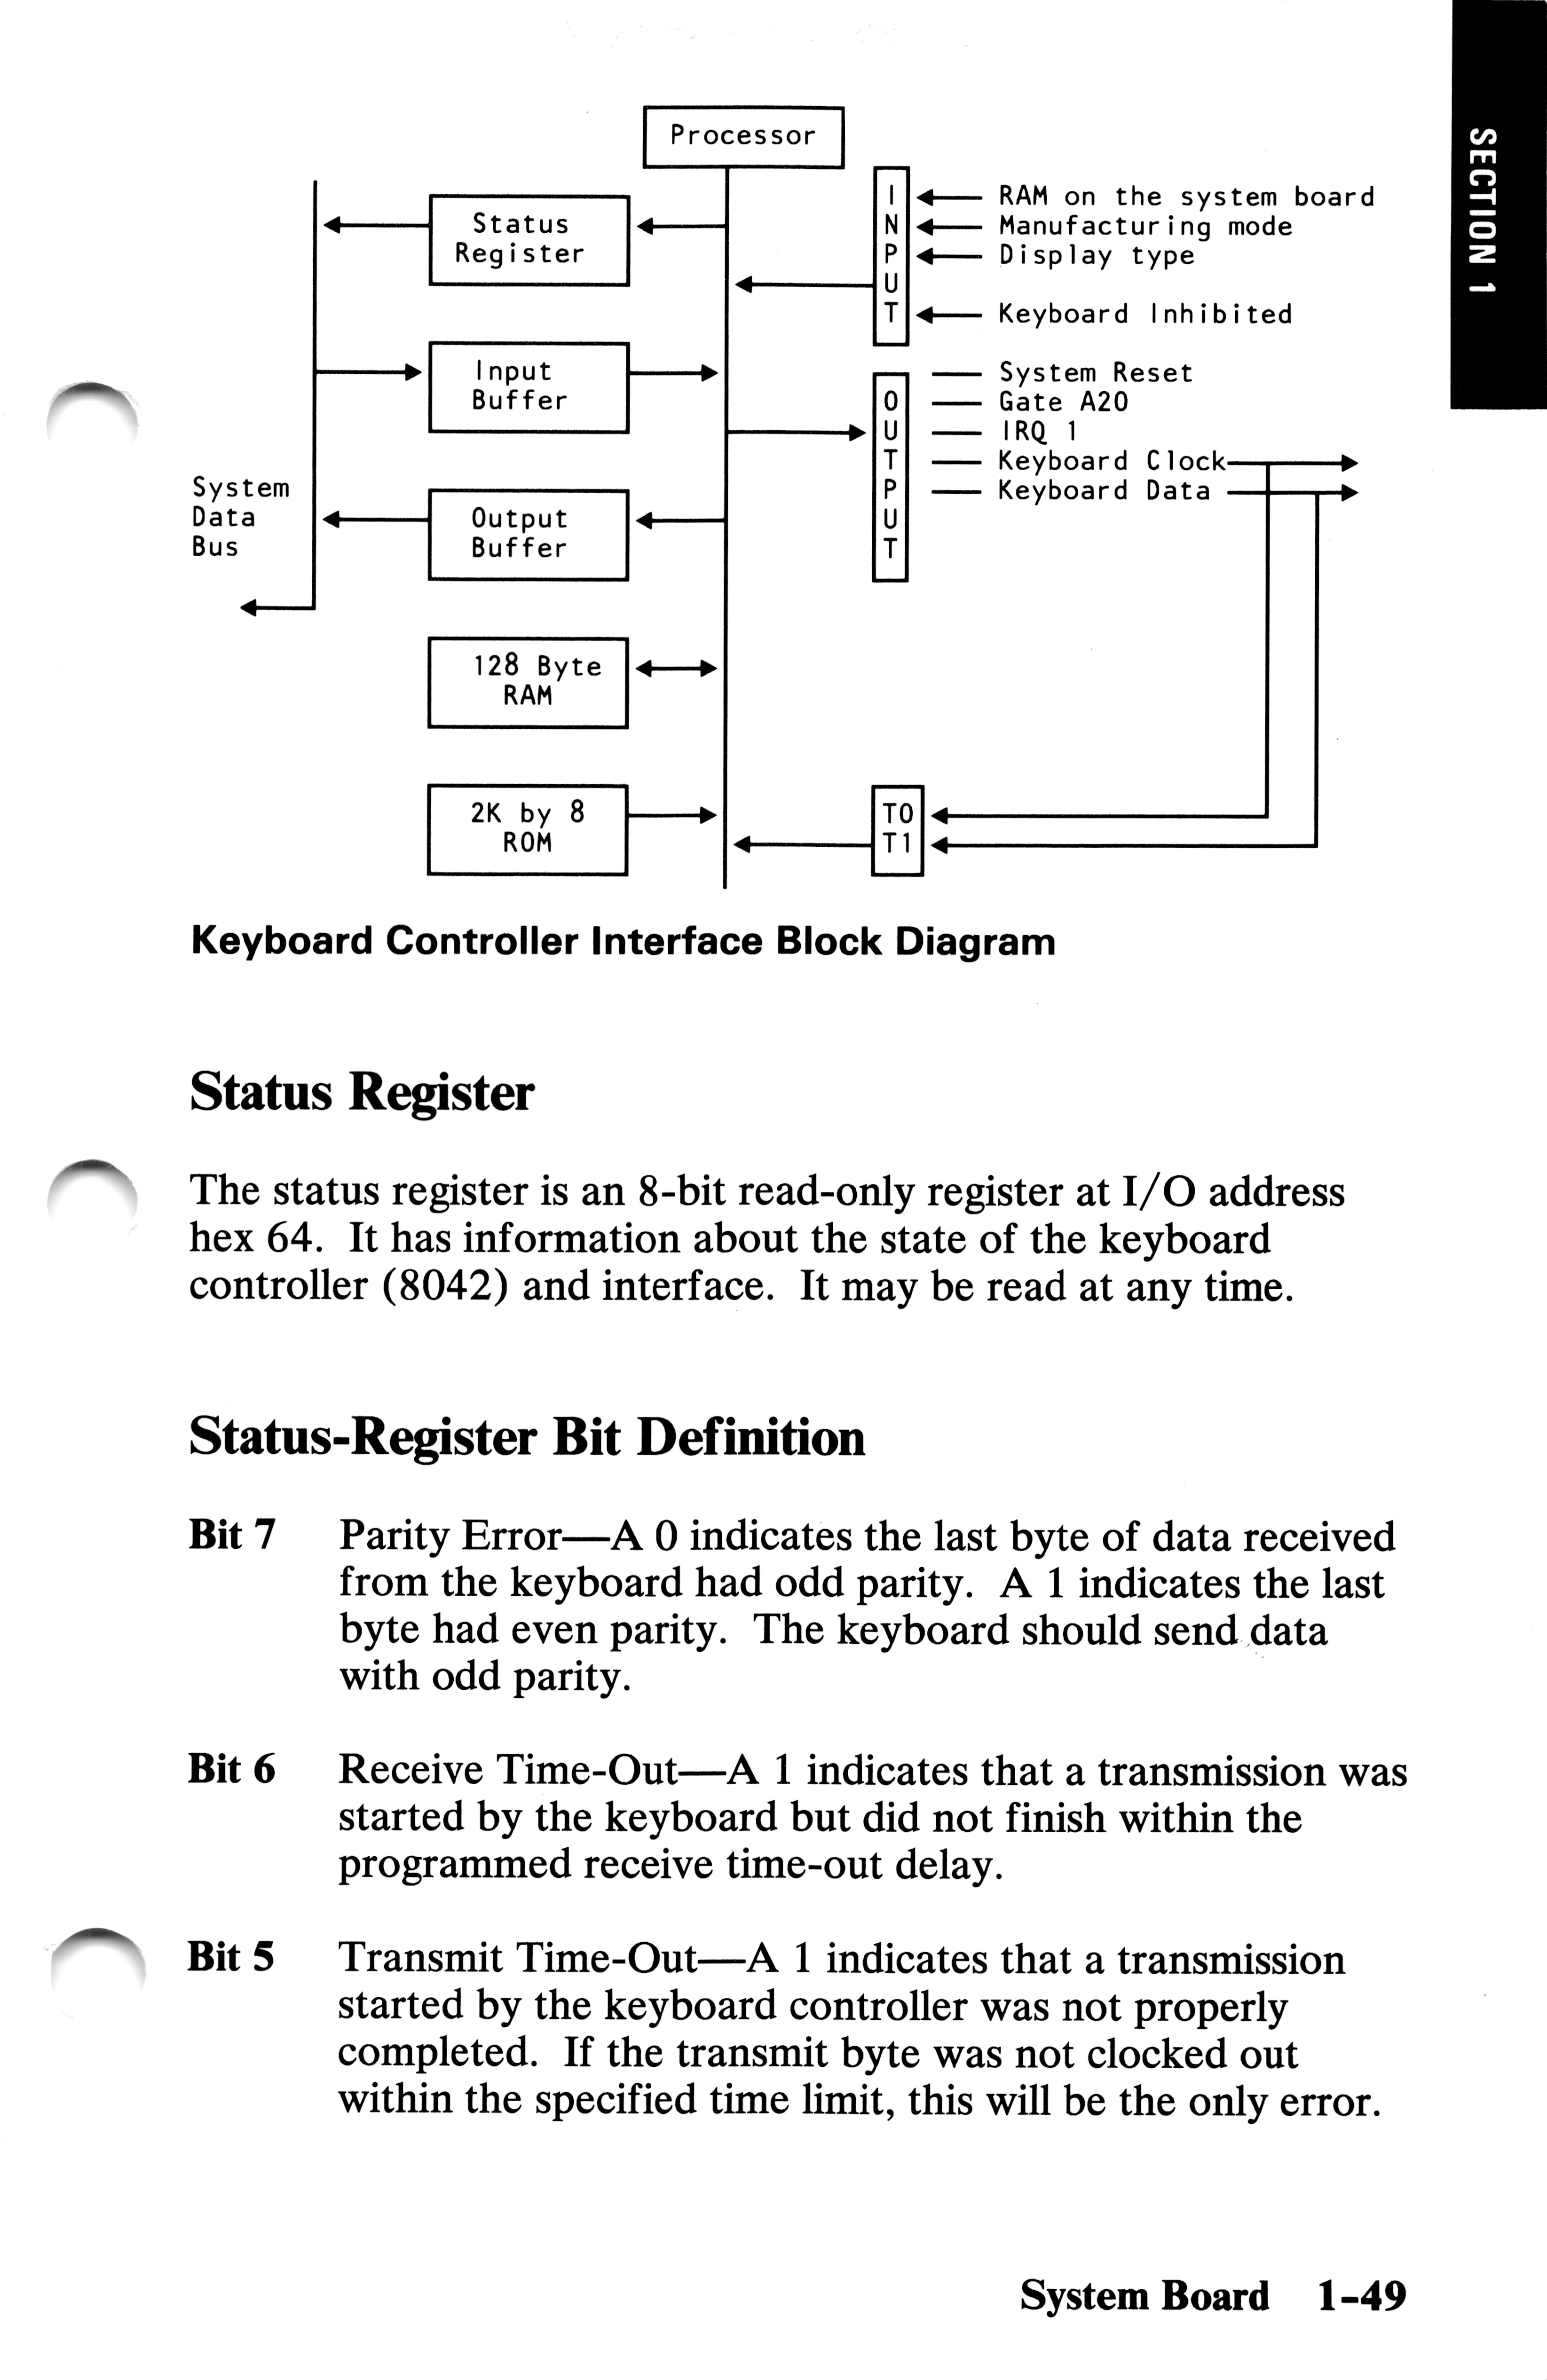 SECTION 1
Processor
Status
Register
Input
Buffer
System
Data
Bus
Output
Buffer
128 Byte
RAM
2K by 8
ROM
INPUT
RAM on the system board
Manufacturing mode
Display type
Keyboard Inhibited
OUTPUT
System Reset
Gate A20
IRQ 1
Keyboard Clock
Keyboard Data
T0
T1
Keyboard Controller Interface Block Diagram
Status Register
The status register is an 8-bit read-only register at I/O address
hex 64. It has information about the state of the keyboard
controller (8042) and interface. It may be read at any time.
Status-Register Bit Definition
Bit 7 Parity Error—A 0 indicates the last byte of data received
from the keyboard had odd parity. A 1 indicates the last
byte had even parity. The keyboard should send data
with odd parity.
Bit 6 Receive Time-Out—A 1 indicates that a transmission was
started by the keyboard but did not finish within the
programmed receive time-out delay.
Bit 5 Transmit Time-Out—A 1 indicates that a transmission
started by the keyboard controller was not properly
completed. If the transmit byte was not clocked out
within the specified time limit, this will be the only error.
System Board 1-49